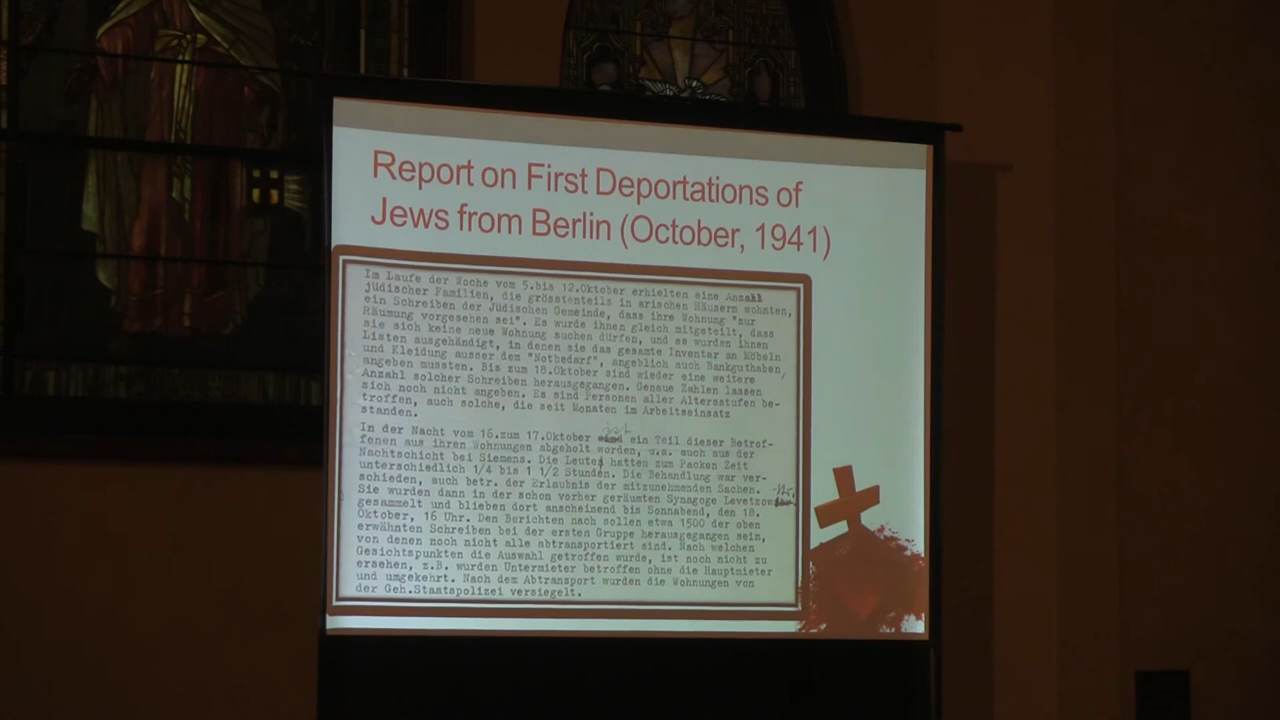 Report on First Deportations of
Jews from Berlin (October, 1941)
Im Laufe der Woche vom 5.bis 12.Oktober erhielten eine Anzahl
jüdischer Familien, die grösstenteils in arischen Häusern wohnten,
ein Schreiben der Jüdischen Gemeinde, dass ihre Wohnung "zur
Räumung vorgesehen sei". Es wurde ihnen gleich mitgeteilt, dass
sie sich keine neue Wohnung suchen dürfen, und es wurden ihnen
Listen ausgehändigt, in denen sie das gesamte Inventar an Möbeln
und Kleidung ausser dem "Notbedarf", angeblich auch Bankguthaben,
angeben mussten. Bis zum 18.Oktober sind wieder eine weitere
Anzahl solcher Schreiben herausgegangen. Genaue Zahlen lassen
sich noch nicht angeben. Es sind Personen aller Altersstufen be-
troffen, auch solche, die seit Monaten im Arbeitseinsatz
standen.
In der Nacht vom 16.zum 17.Oktober ist ein Teil dieser Betrof-
fenen aus ihren Wohnungen abgeholt worden, u.a. auch aus der
Nachtschicht bei Siemens. Die Leute hatten zum Packen Zeit
unterschiedlich 1/4 bis 1 1/2 Stunden. Die Behandlung war ver-
schieden, auch betr. der Erlaubnis der mitzunehmenden Sachen.
Sie wurden dann in der schon vorher geräumten Synagoge Levetzow
gesammelt und blieben dort anscheinend bis Sonnabend, den 18.
Oktober, 16 Uhr. Den Berichten nach sollen etwa 1500 der oben
erwähnten Schreiben bei der ersten Gruppe herausgegangen sein,
von denen noch nicht alle abtransportiert sind. Nach welchen
Gesichtspunkten die Auswahl getroffen wurde, ist noch nicht zu
ersehen, z.B. wurden Untermieter betroffen ohne die Hauptmieter
und umgekehrt. Nach dem Abtransport wurden die Wohnungen von
der Geh.Staatspolizei versiegelt.